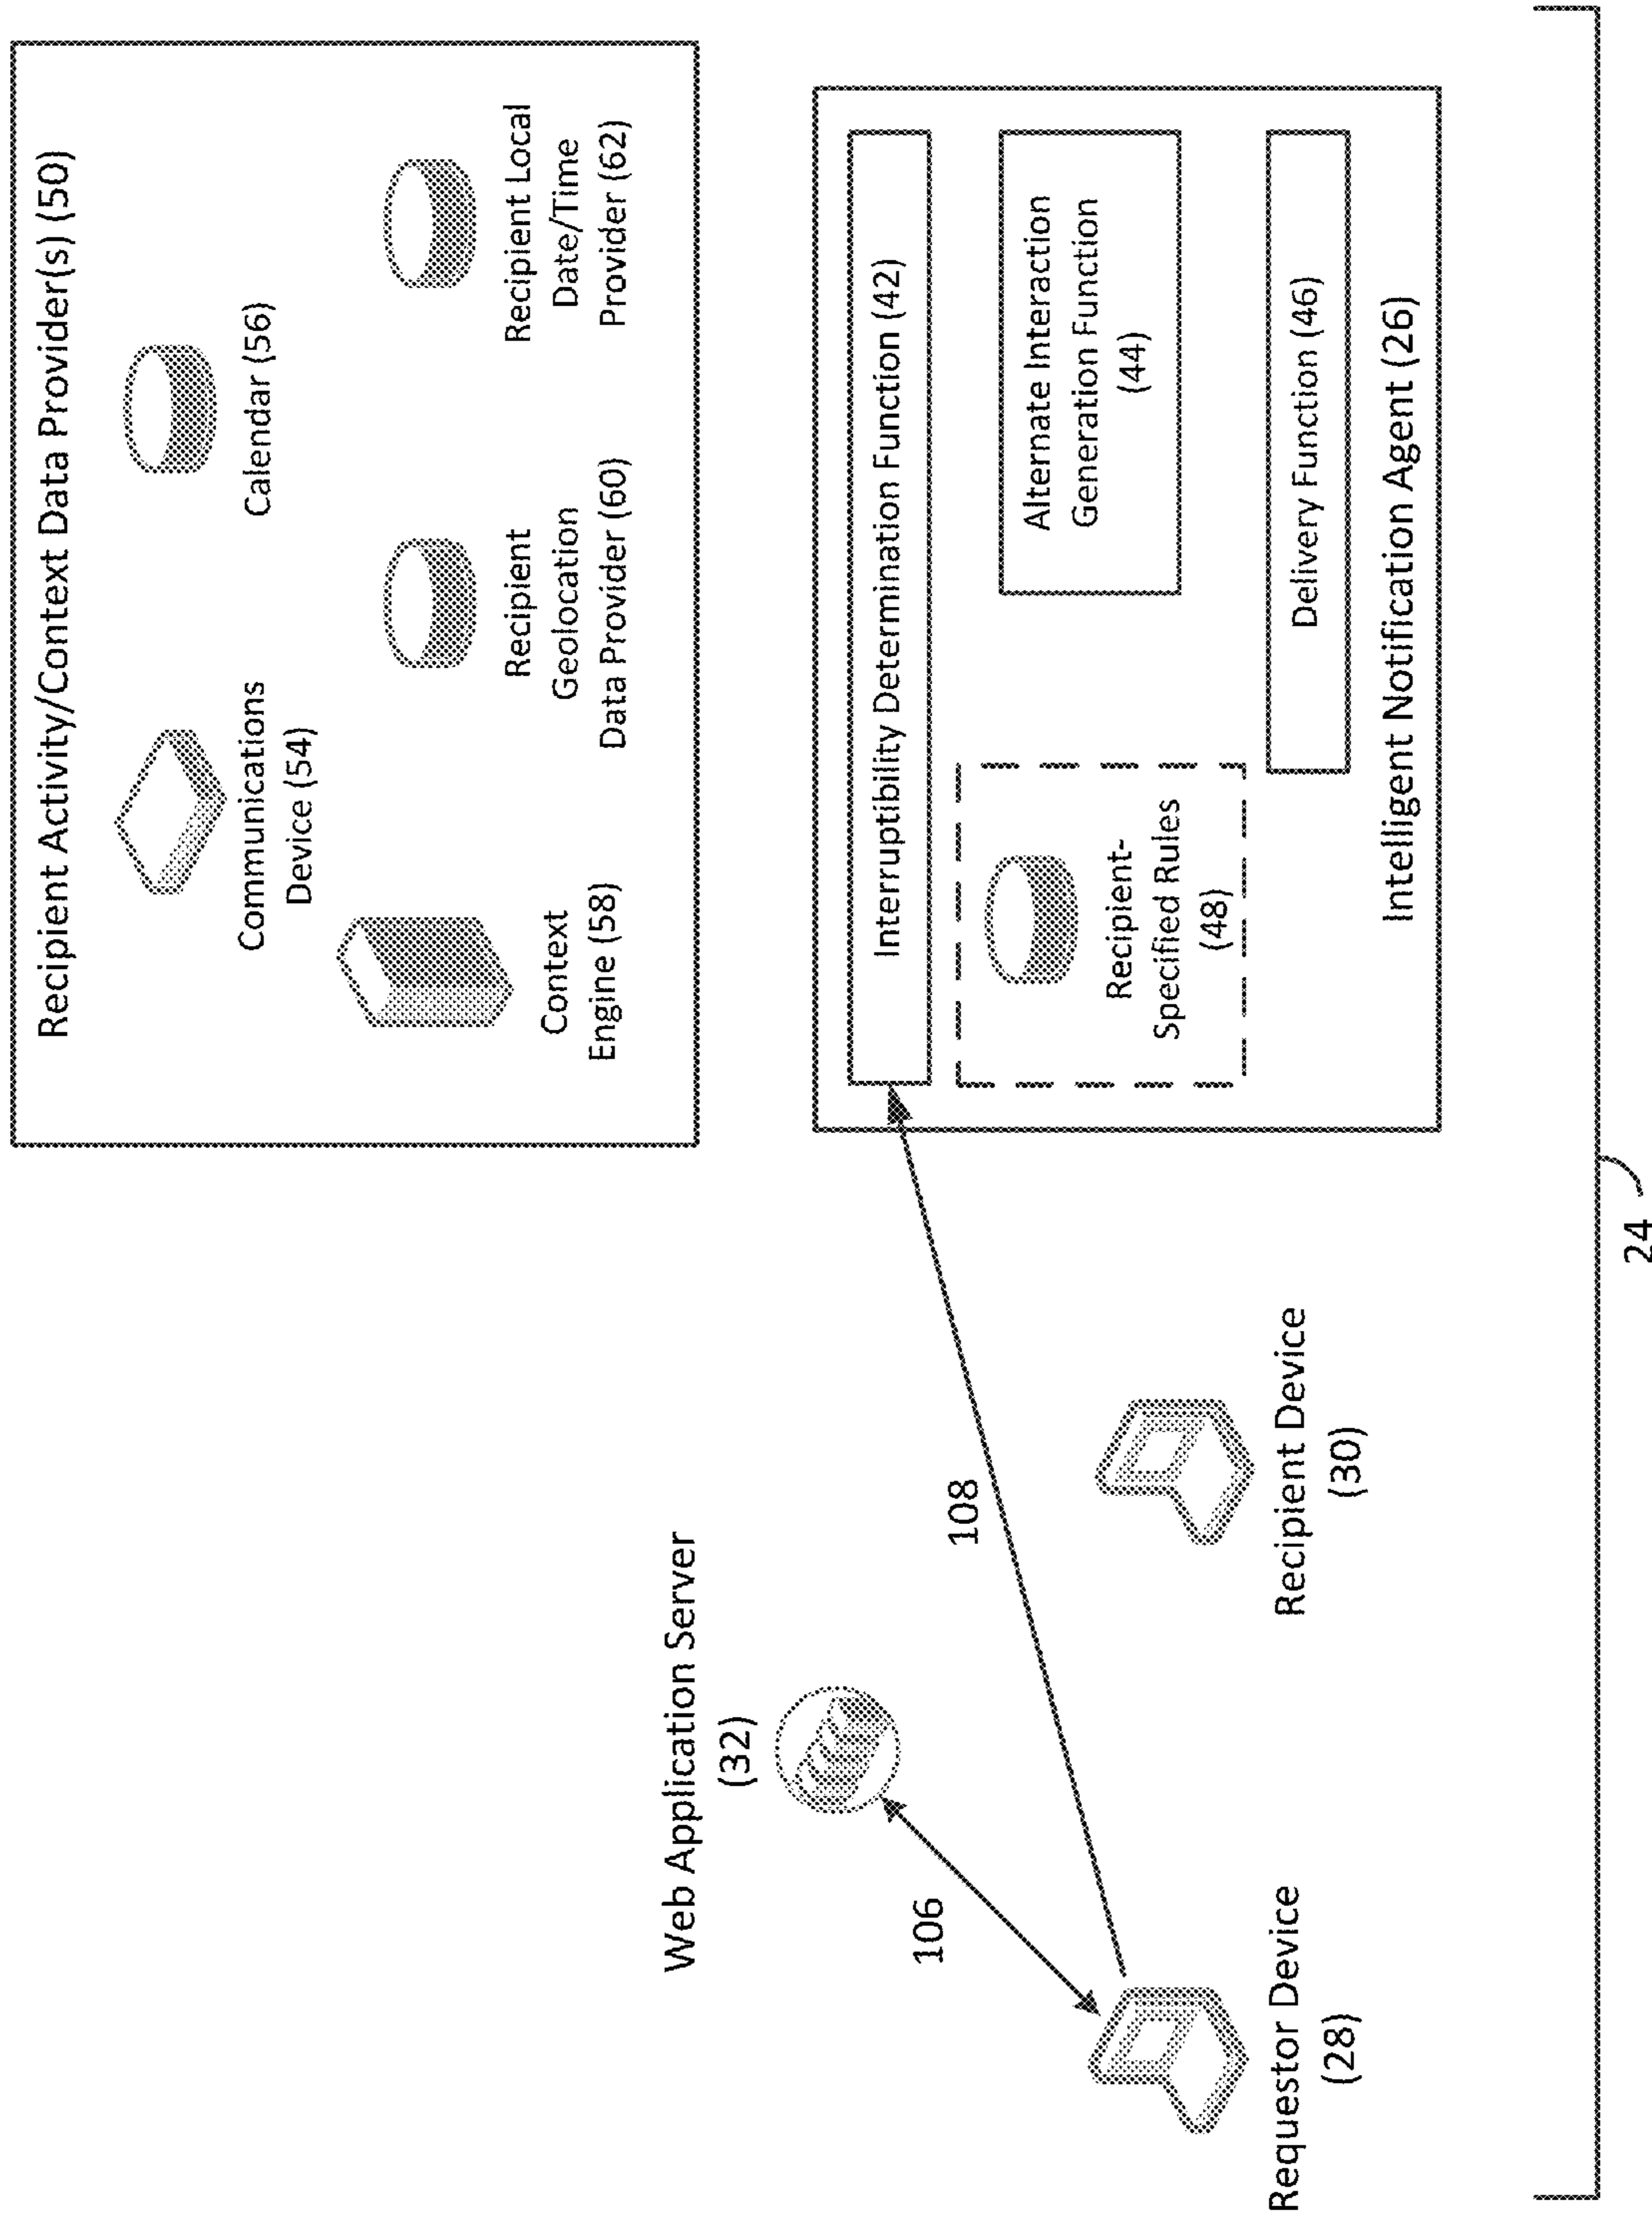 Recipient Activity/Context Data Provider(s) (50)
Communications
Device (54)
Calendar (56)
Context
Engine (58)
Recipient
Geolocation
Data Provider (60)
Recipient Local
Date/Time
Provider (62)
Web Application Server
(32)
106
108
Requestor Device
(28)
Recipient Device
(30)
Interruptibility Determination Function (42)
Recipient-
Specified Rules
(48)
Alternate Interaction
Generation Function
(44)
Delivery Function (46)
Intelligent Notification Agent (26)
24